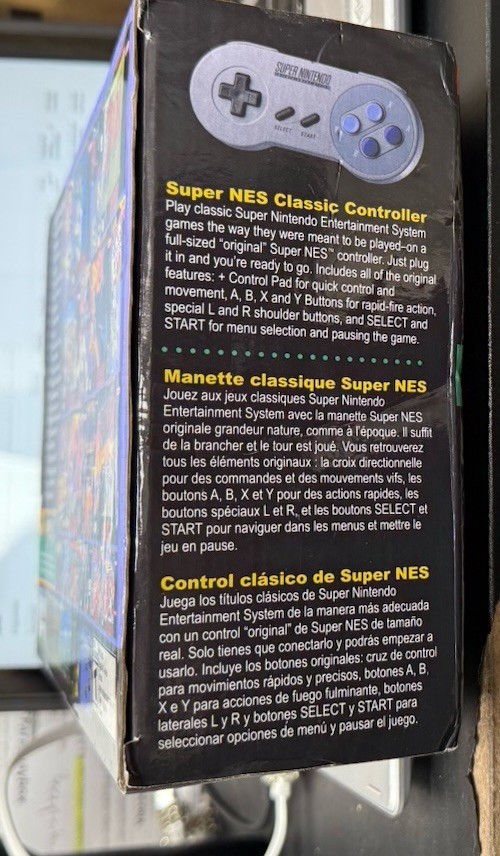 SUPER NINTENDO
SELECT START
Super NES Classic Controller
Play classic Super Nintendo Entertainment System
games the way they were meant to be played–on a
full-sized "original" Super NES™ controller. Just plug
it in and you're ready to go. Includes all of the original
features: + Control Pad for quick control and
movement, A, B, X and Y Buttons for rapid-fire action,
special L and R shoulder buttons, and SELECT and
START for menu selection and pausing the game.
Manette classique Super NES
Jouez aux jeux classiques Super Nintendo
Entertainment System avec la manette Super NES
originale grandeur nature, comme à l'époque. Il suffit
de la brancher et le tour est joué. Vous retrouverez
tous les éléments originaux : la croix directionnelle
pour des commandes et des mouvements vifs, les
boutons A, B, X et Y pour des actions rapides, les
boutons spéciaux L et R, et les boutons SELECT et
START pour naviguer dans les menus et mettre le
jeu en pause.
Control clásico de Super NES
Juega los títulos clásicos de Super Nintendo
Entertainment System de la manera más adecuada
con un control "original" de Super NES de tamaño
real. Solo tienes que conectarlo y podrás empezar a
usarlo. Incluye los botones originales: cruz de control
para movimientos rápidos y precisos, botones A, B,
X e Y para acciones de fuego fulminante, botones
laterales L y R y botones SELECT y START para
seleccionar opciones de menú y pausar el juego.